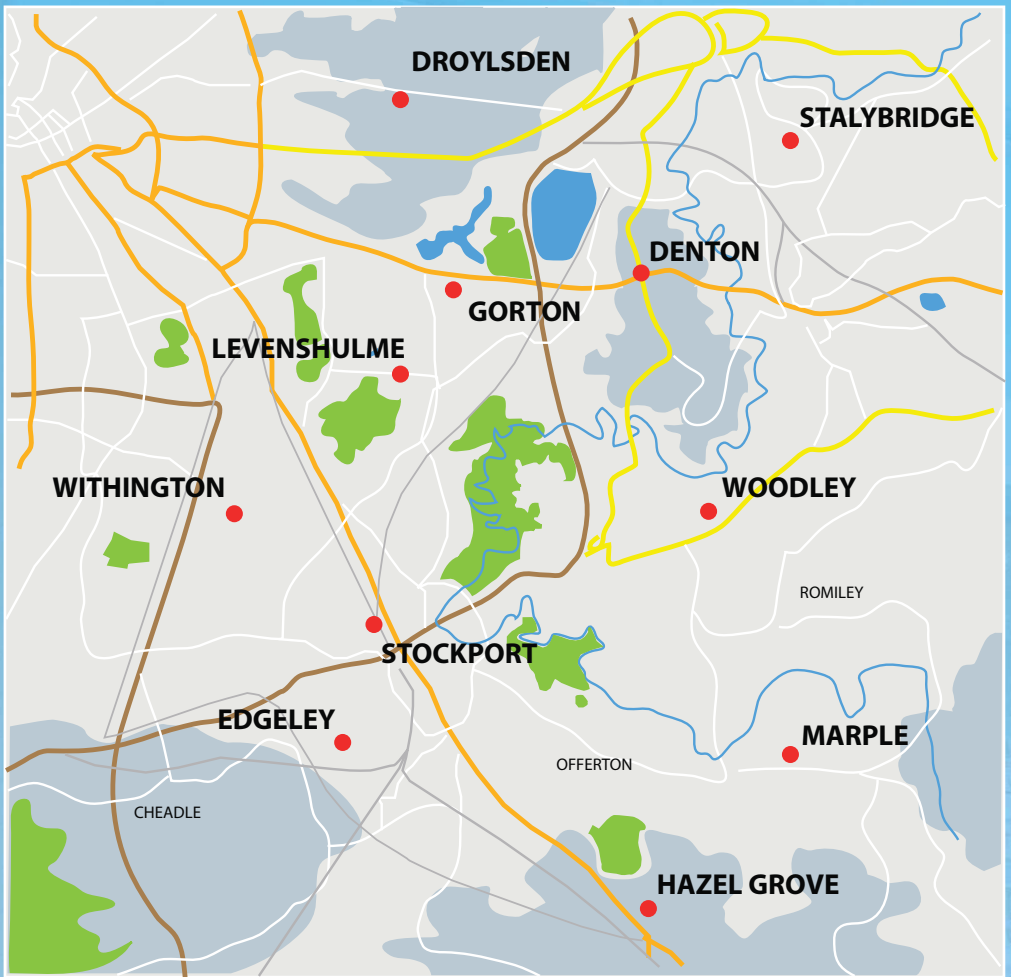 DROYLSDEN
STALYBRIDGE
DENTON
GORTON
LEVENSHULME
WITHINGTON
WOODLEY
ROMILEY
STOCKPORT
EDGELEY
MARPLE
OFFERTON
CHEADLE
HAZEL GROVE